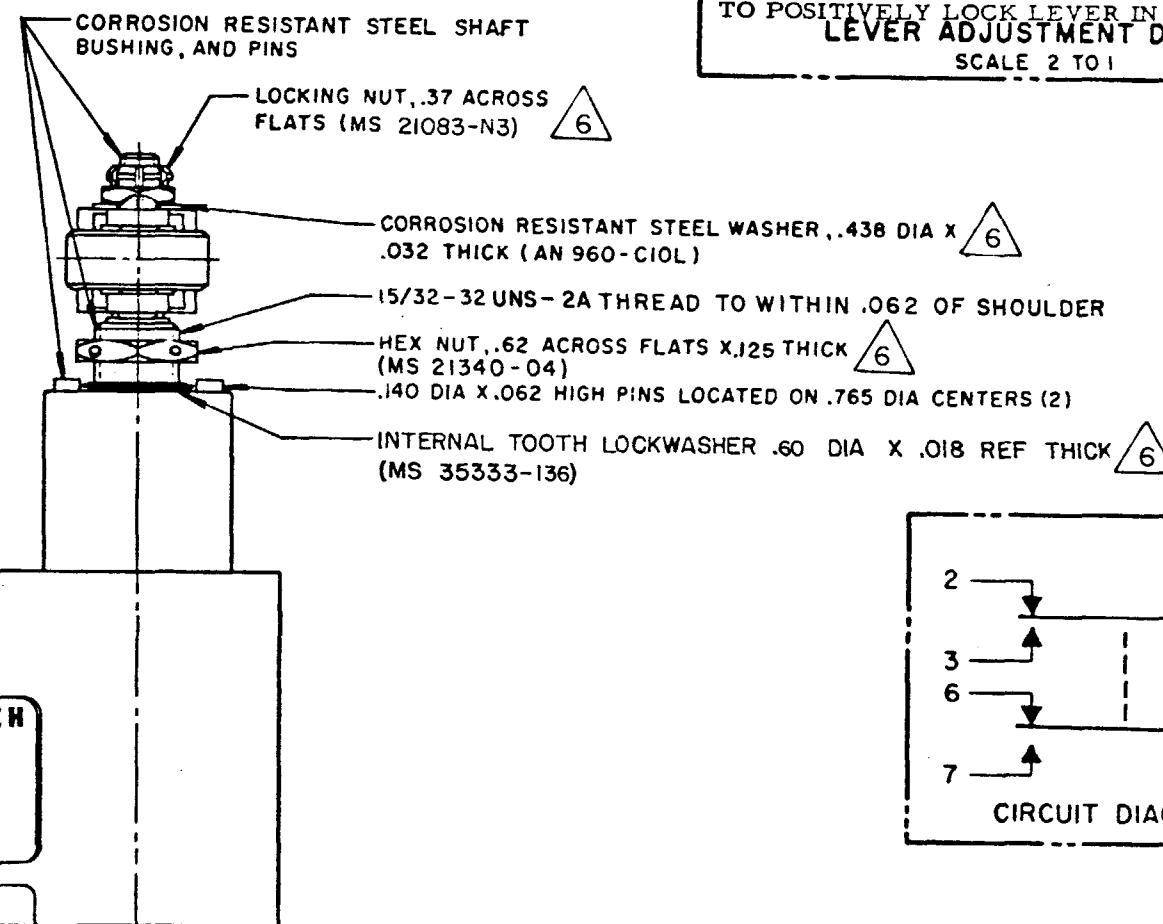 CORROSION RESISTANT STEEL SHAFT
BUSHING, AND PINS
TO POSITIVELY LOCK LEVER IN
LEVER ADJUSTMENT D
SCALE 2 TO 1
LOCKING NUT, .37 ACROSS
FLATS (MS 21083-N3) 6
CORROSION RESISTANT STEEL WASHER, .438 DIA X
.032 THICK (AN 960-C10L) 6
15/32-32 UNS-2A THREAD TO WITHIN .062 OF SHOULDER
HEX NUT, .62 ACROSS FLATS X .125 THICK
(MS 21340-04) 6
.140 DIA X .062 HIGH PINS LOCATED ON .765 DIA CENTERS (2)
INTERNAL TOOTH LOCKWASHER .60 DIA X .018 REF THICK 6
(MS 35333-136)
2
3
6
7
CIRCUIT DIA
H